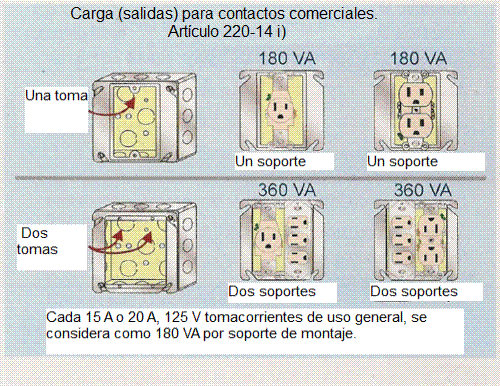 Carga (salidas) para contactos comerciales.
Artículo 220-14 i)
180 VA
180 VA
Una toma
Un soporte
Un soporte
360 VA
360 VA
Dos
tomas
Dos soportes
Dos soportes
Cada 15 A o 20 A, 125 V tomacorrientes de uso general, se
considera como 180 VA por soporte de montaje.